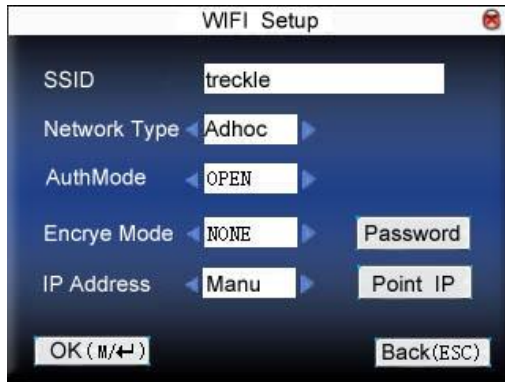 WIFI Setup
SSID treckle
Network Type Adhoc
AuthMode OPEN
Encrye Mode NONE Password
IP Address Manu Point IP
OK(M/↵) Back(ESC)